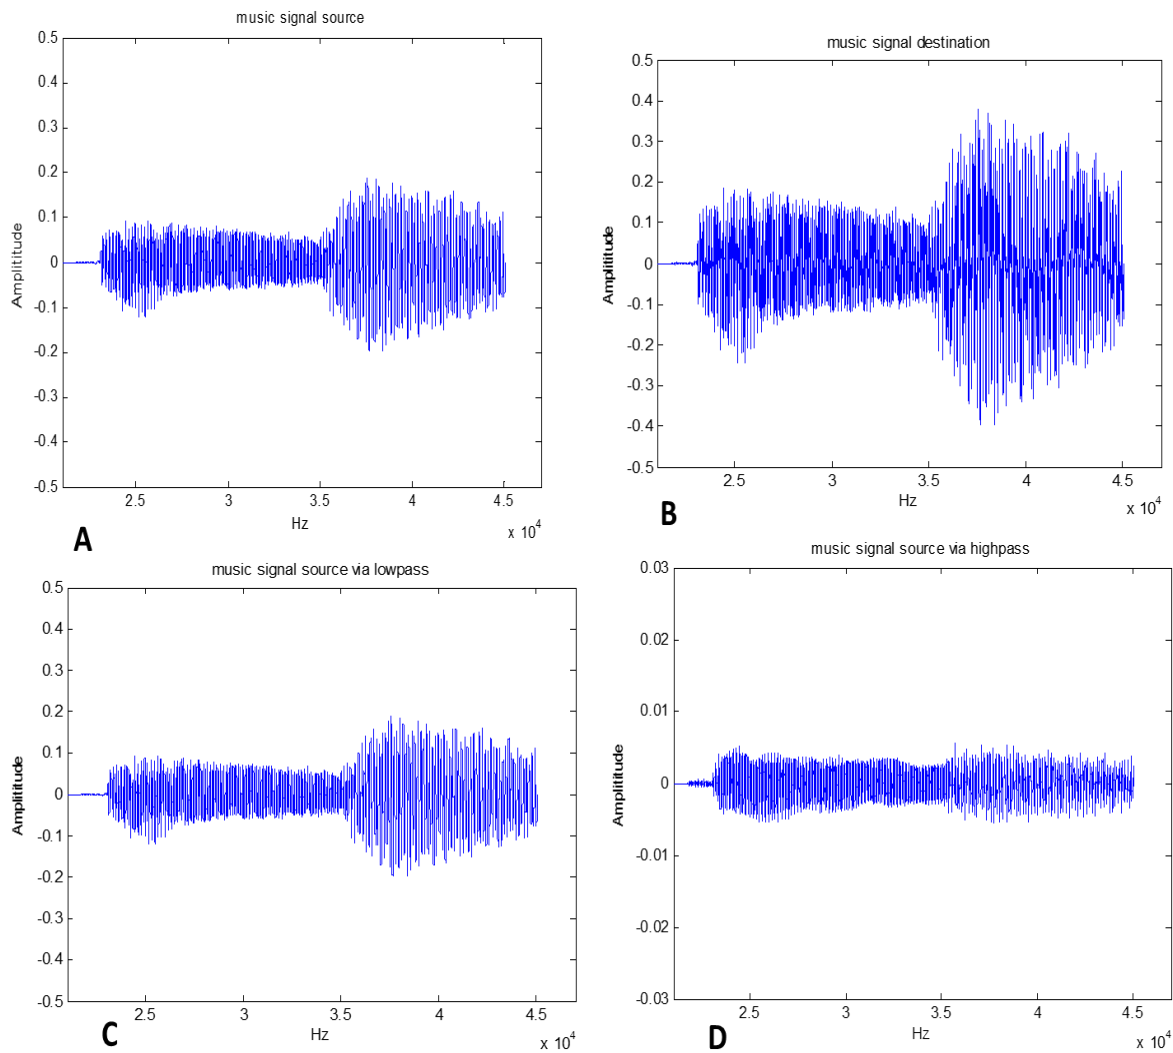 music signal source
0.5
0.4
0.3
0.2
0.1
0
-0.1
-0.2
-0.3
-0.4
-0.5
Amplititude
2.5 3 3.5 4 4.5
Hz
x 10^4
A
music signal destination
0.5
0.4
0.3
0.2
0.1
0
-0.1
-0.2
-0.3
-0.4
-0.5
Amplititude
2.5 3 3.5 4 4.5
Hz
x 10^4
B
music signal source via lowpass
0.5
0.4
0.3
0.2
0.1
0
-0.1
-0.2
-0.3
-0.4
-0.5
Amplititude
2.5 3 3.5 4 4.5
Hz
x 10^4
C
music signal source via highpass
0.03
0.02
0.01
0
-0.01
-0.02
-0.03
Amplititude
2.5 3 3.5 4 4.5
Hz
x 10^4
D